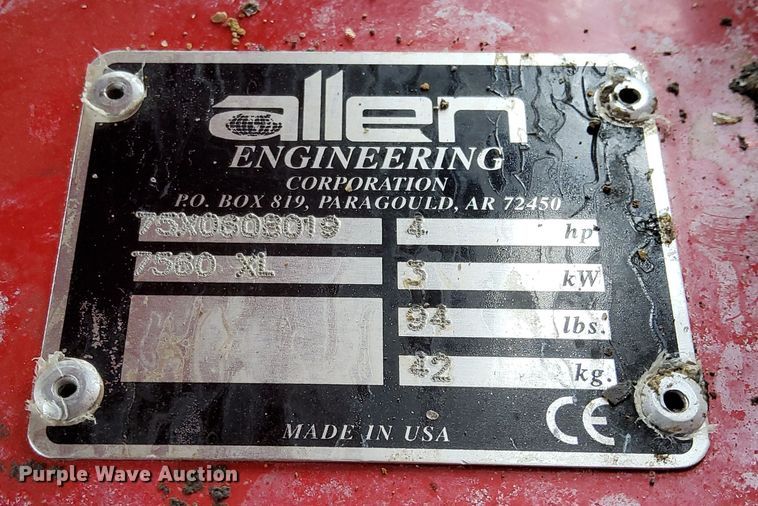 allen
ENGINEERING
CORPORATION
P.O. BOX 819, PARAGOULD, AR 72450
75X0608019 4 hp
7560 XL 3 kW
94 lbs.
42 kg.
MADE IN USA CE
Purple Wave Auction